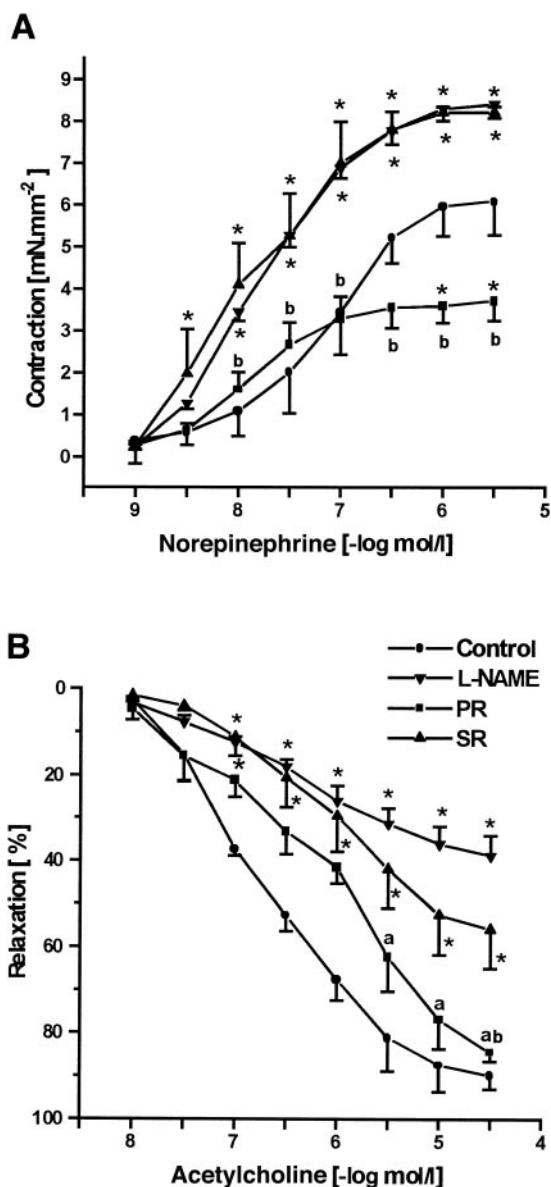 A
Contraction [mN.mm-2]
9
8
7
6
5
4
3
2
1
0
* * * * * * *
* * * * * *
b b b * *
b b b
9 8 7 6 5
Norepinephrine [-log mol/l]
B
Control
L-NAME
PR
SR
Relaxation [ %]
0
20
40
60
80
100
* * * * * *
* * * * * *
a a ab
8 7 6 5 4
Acetylcholine [-log mol/l]